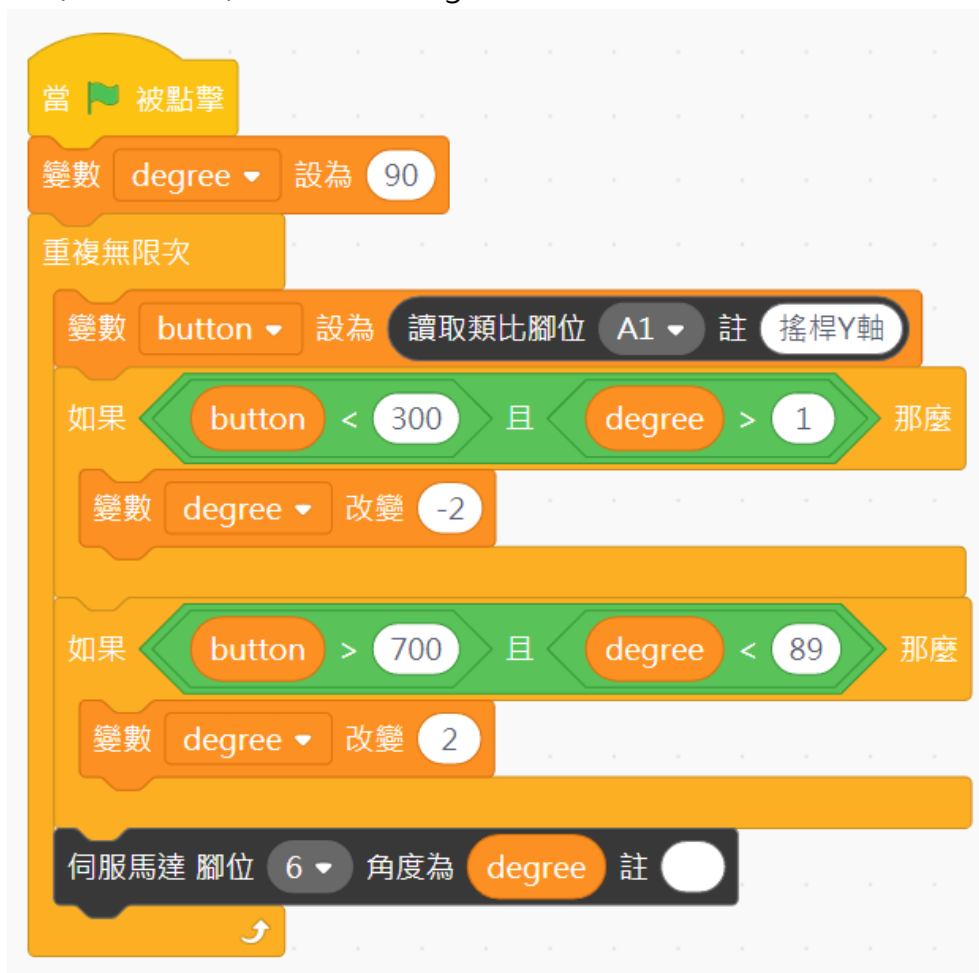 當 被點擊
變數 degree 設為 90
重複無限次
變數 button 設為 讀取類比腳位 A1 註 搖桿Y軸
如果 button < 300 且 degree > 1 那麼
變數 degree 改變 -2
如果 button > 700 且 degree < 89 那麼
變數 degree 改變 2
伺服馬達 腳位 6 角度為 degree 註